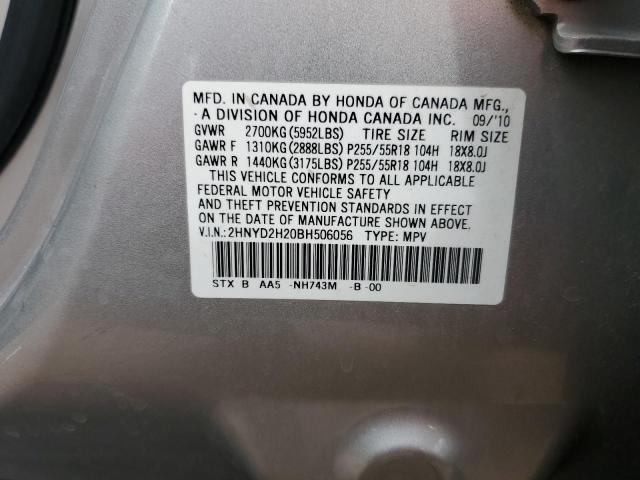 MFD. IN CANADA BY HONDA OF CANADA MFG.,
A DIVISION OF HONDA CANADA INC. 09/'10
GVWR 2700KG(5952LBS) TIRE SIZE RIM SIZE
GAWR F 1310KG(2888LBS) P255/55R18 104H 18X8.0J
GAWR R 1440KG(3175LBS) P255/55R18 104H 18X8.0J
THIS VEHICLE CONFORMS TO ALL APPLICABLE
FEDERAL MOTOR VEHICLE SAFETY
AND THEFT PREVENTION STANDARDS IN EFFECT
ON THE DATE OF MANUFACTURE SHOWN ABOVE.
V.I.N.:2HNYD2H20BH506056 TYPE: MPV
STX B AA5 -NH743M -B -00